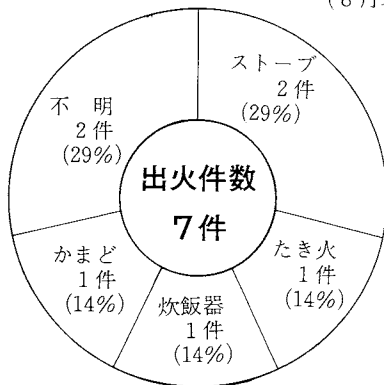 ストーブ
2件
(29%)
たき火
1件
(14%)
炊飯器
1件
(14%)
かまど
1件
(14%)
不明
2件
(29%)
出火件数
7件